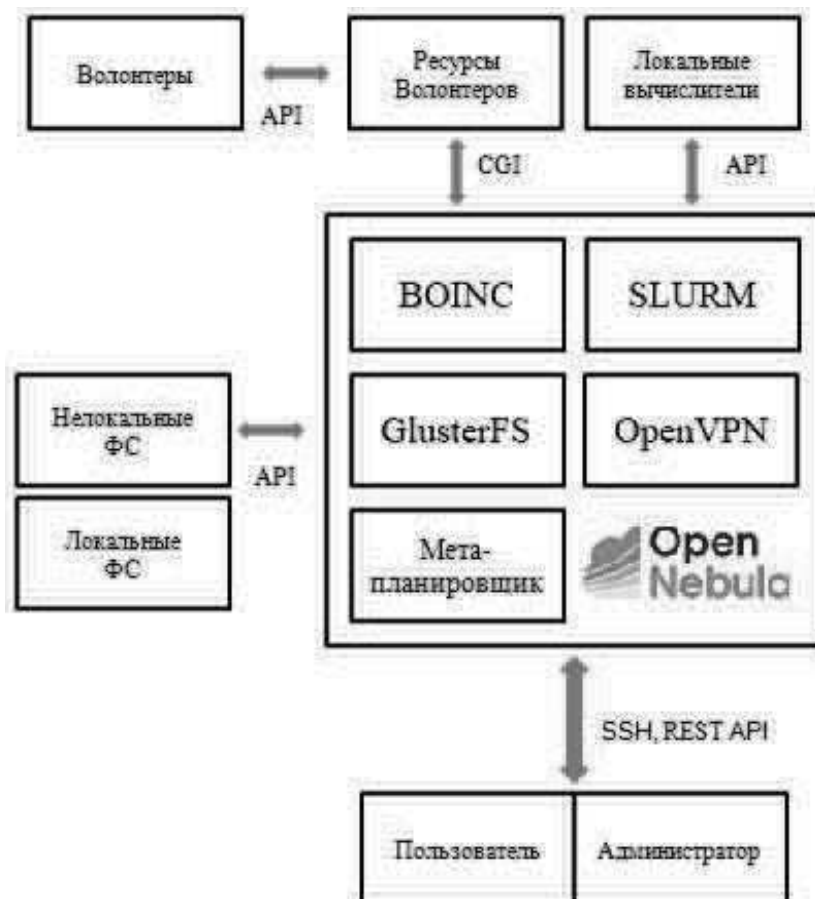 Волонтеры
API
Ресурсы
Волонтеров
Локальные
вычислители
CGI
API
BOINC
SLURM
Нелокальные
ФС
API
GlusterFS
OpenVPN
Локальные
ФС
Мета-
планировщик
Open
Nebula
SSH, REST API
Пользователь
Администратор